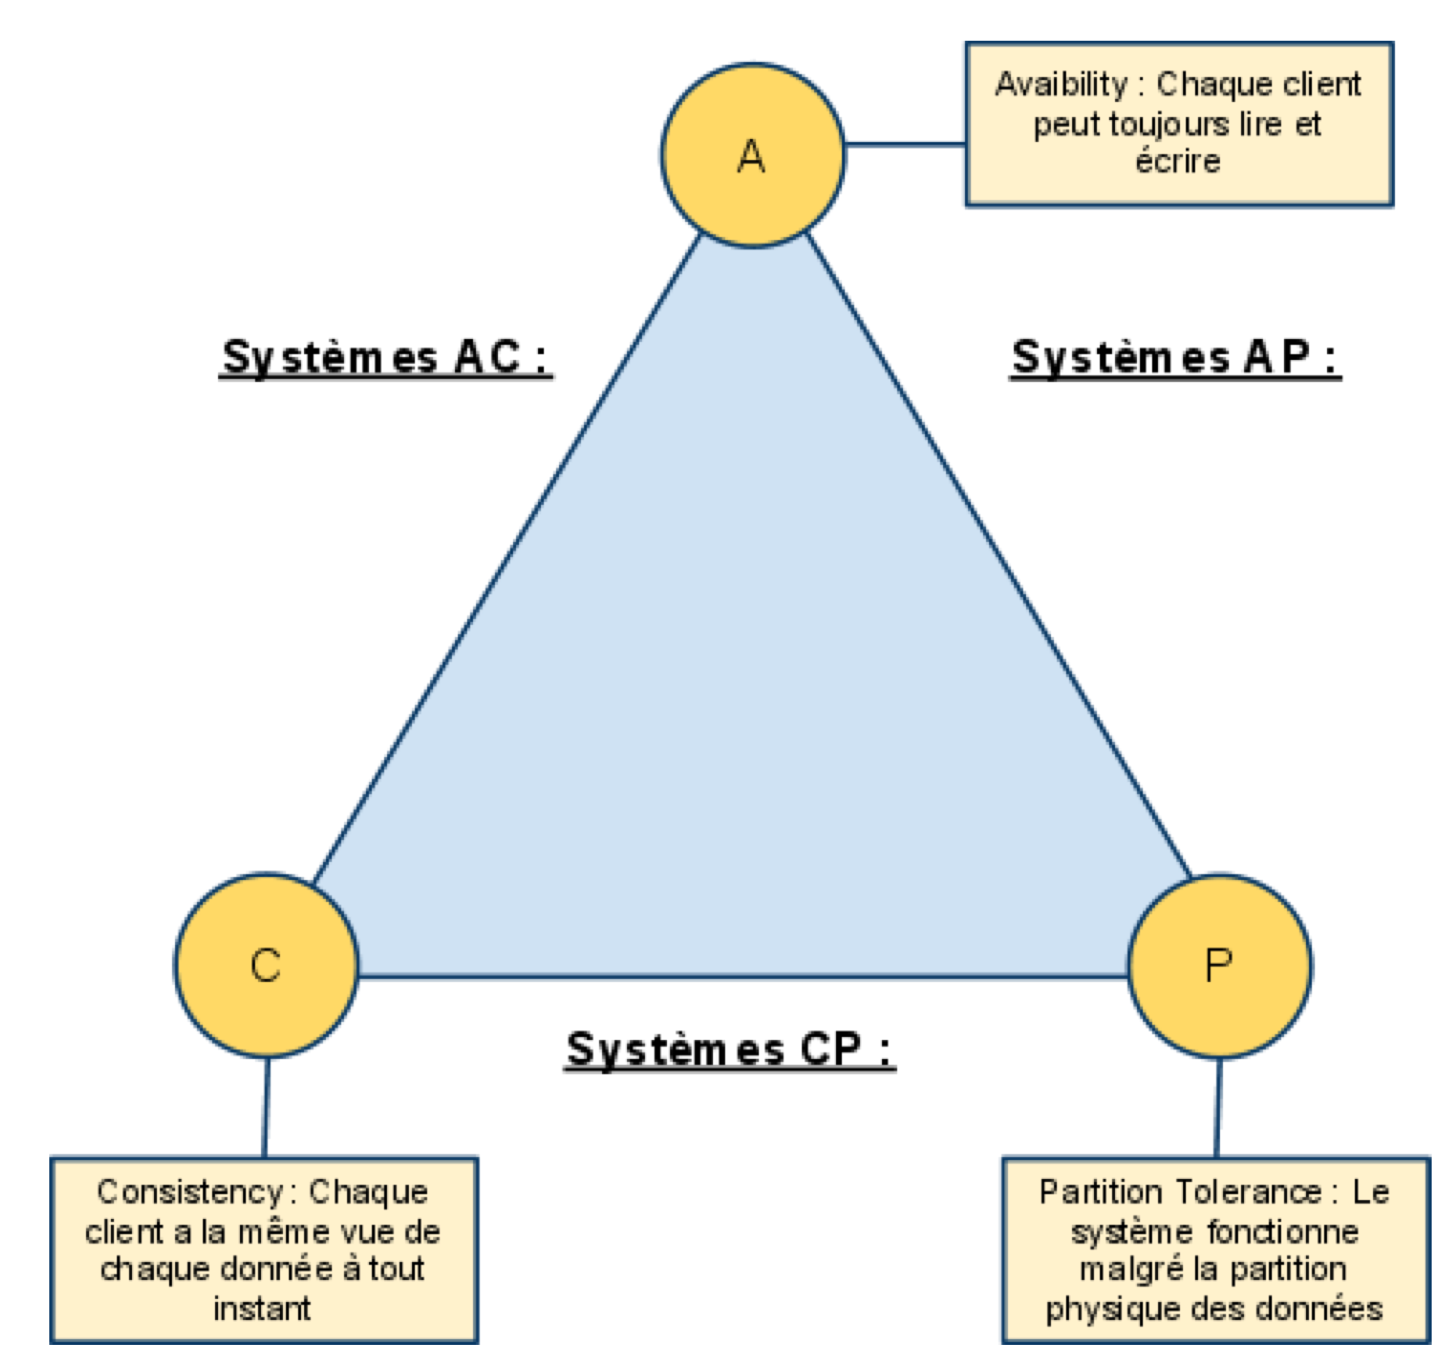 Avaibility : Chaque client
peut toujours lire et
écrire
A
Systèmes AC :
Systèmes AP :
C
P
Systèmes CP :
Consistency : Chaque
client a la même vue de
chaque donnée à tout
instant
Partition Tolerance : Le
système fonctionne
malgré la partition
physique des données